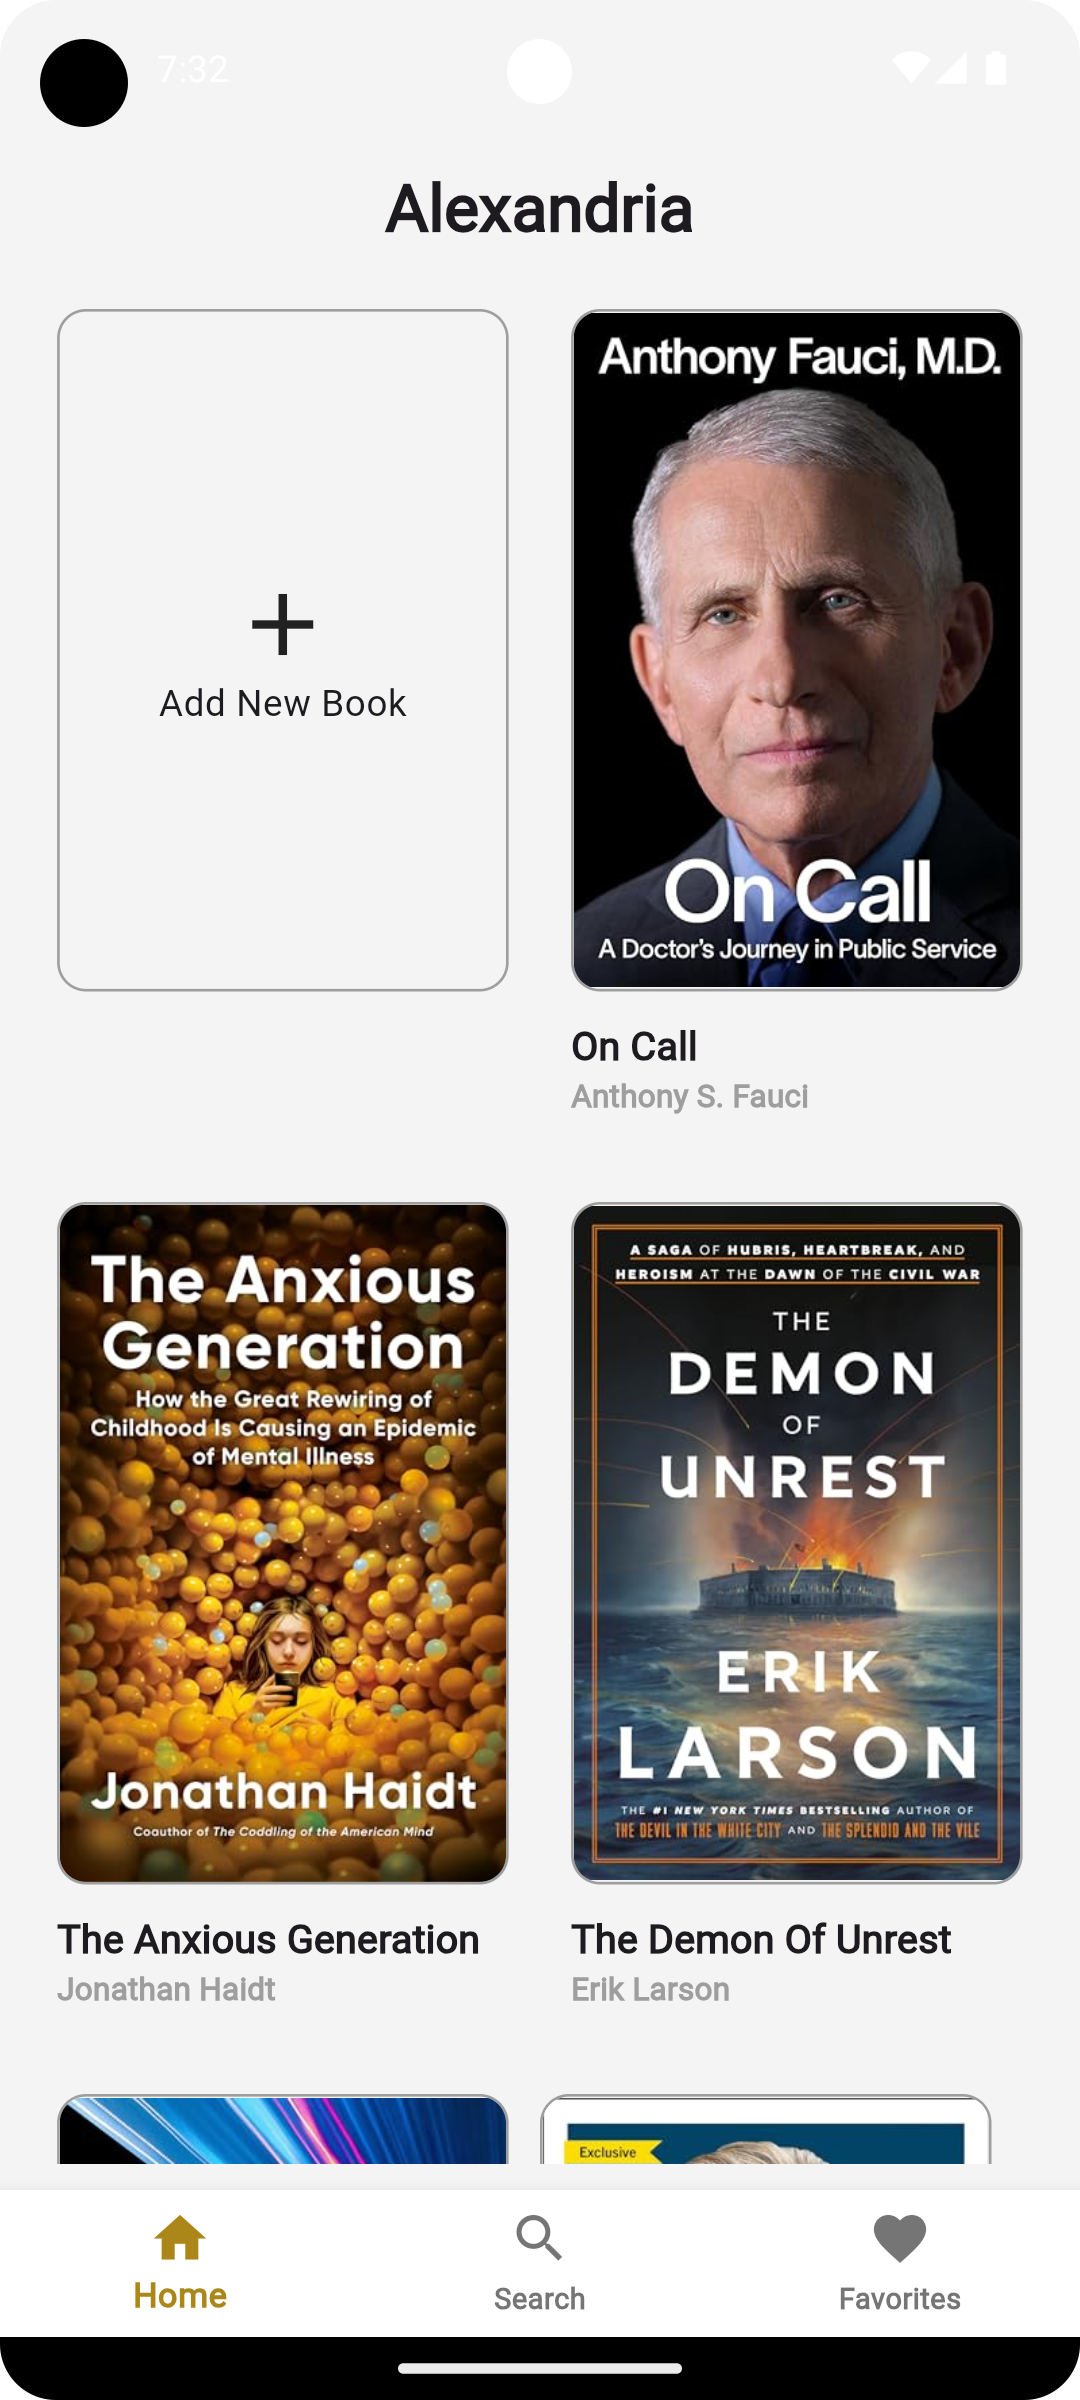 7:32
Alexandria
Add New Book
Anthony Fauci, M.D.
On Call
A Doctor's Journey in Public Service
On Call
Anthony S. Fauci
The Anxious
Generation
How the Great Rewiring of
Childhood Is Causing an Epidemic
of Mental Illness
Jonathan Haidt
Coauthor of The Coddling of the American Mind
The Anxious Generation
Jonathan Haidt
A SAGA OF HUBRIS, HEARTBREAK, AND
HEROISM AT THE DAWN OF THE CIVIL WAR
THE
DEMON
OF
UNREST
ERIK
LARSON
THE #1 NEW YORK TIMES BESTSELLING AUTHOR OF
THE DEVIL IN THE WHITE CITY AND THE SPLENDID AND THE VILE
The Demon Of Unrest
Erik Larson
Exclusive
Home
Search
Favorites